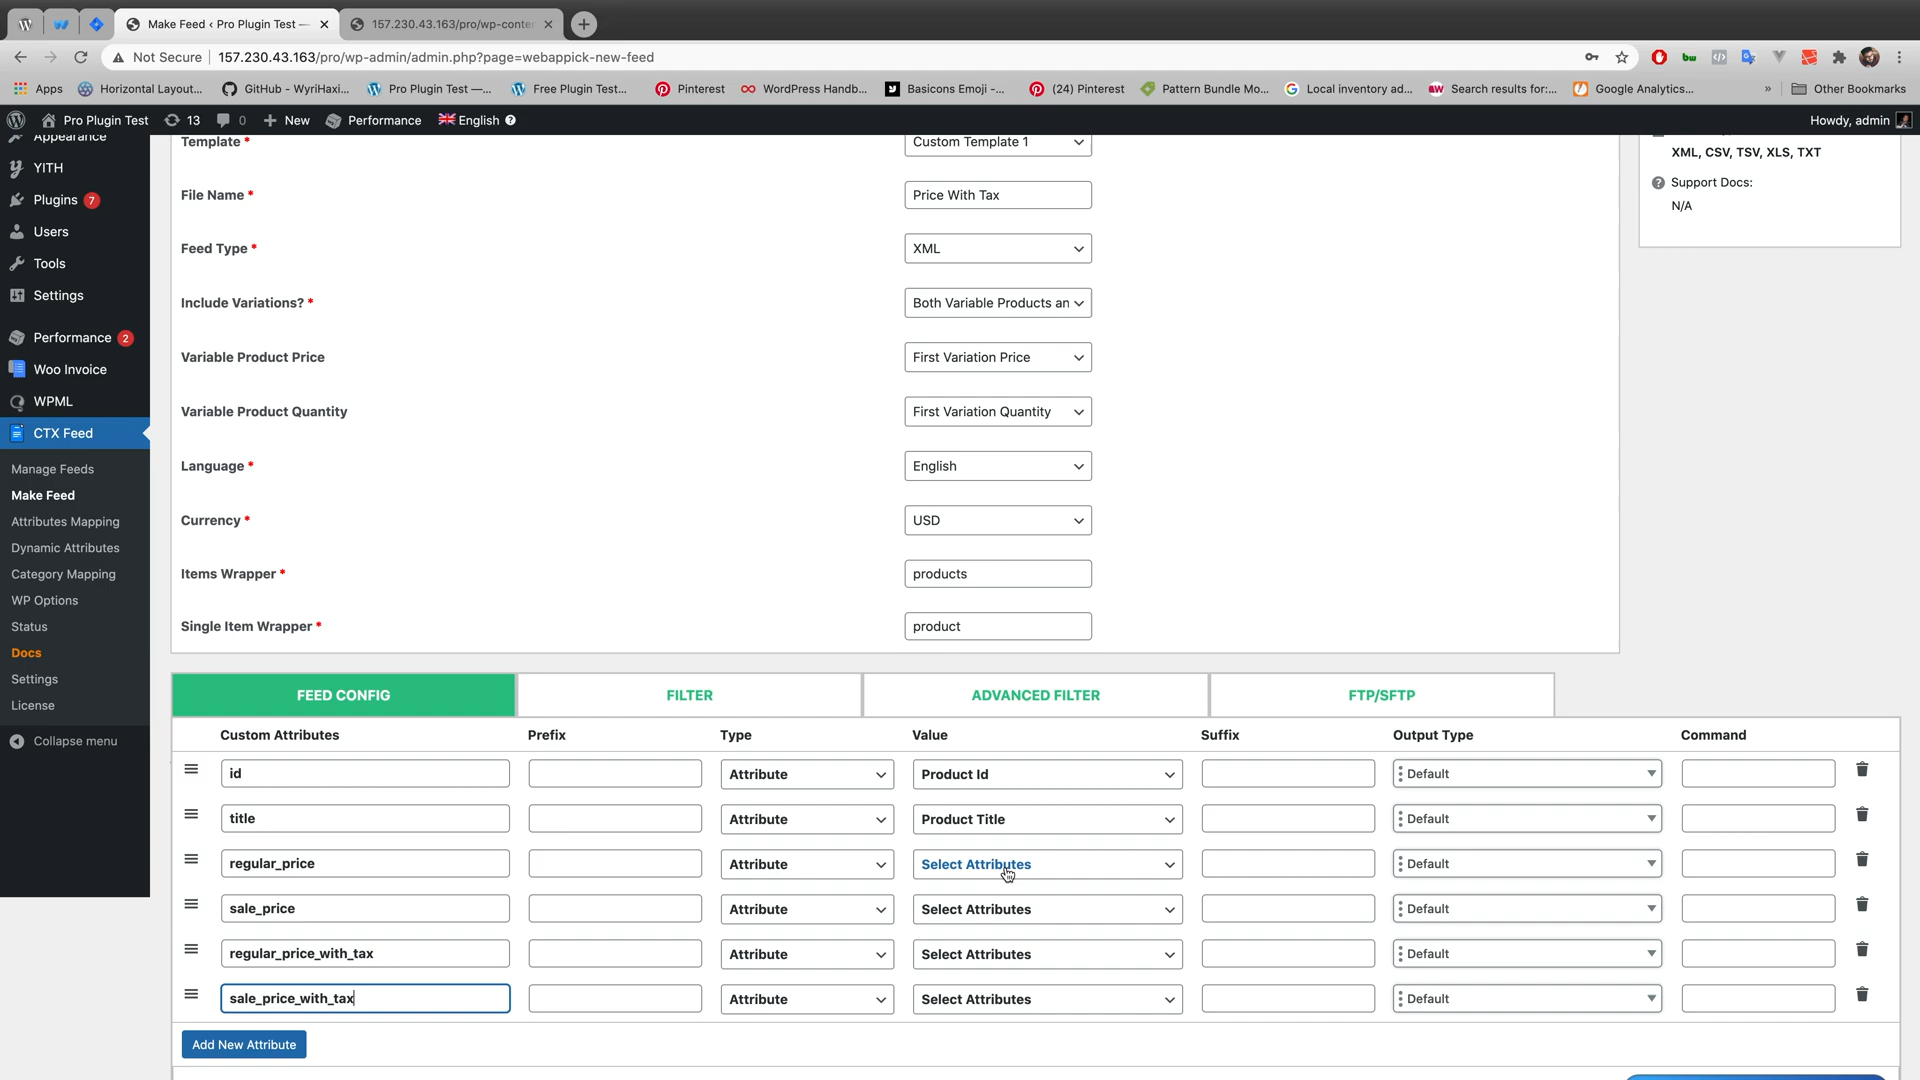 Make Feed ‹ Pro Plugin Test —
157.230.43.163/pro/wp-conte
Not Secure
157.230.43.163/pro/wp-admin/admin.php?page=webappick-new-feed
Apps
Horizontal Layout...
GitHub - WyriHaxi...
Pro Plugin Test —...
Free Plugin Test...
Pinterest
WordPress Handb...
Basicons Emoji -...
(24) Pinterest
Pattern Bundle Mo...
Local inventory ad...
Search results for:...
Google Analytics...
»
Other Bookmarks
Pro Plugin Test
13
0
New
Performance
English
Howdy, admin
Appearance
YITH
Plugins 7
Users
Tools
Settings
Performance 2
Woo Invoice
WPML
CTX Feed
Manage Feeds
Make Feed
Attributes Mapping
Dynamic Attributes
Category Mapping
WP Options
Status
Docs
Settings
License
Collapse menu
Template *
Custom Template 1
File Name *
Price With Tax
Feed Type *
XML
Include Variations? *
Both Variable Products an
Variable Product Price
First Variation Price
Variable Product Quantity
First Variation Quantity
Language *
English
Currency *
USD
Items Wrapper *
products
Single Item Wrapper *
product
XML, CSV, TSV, XLS, TXT
Support Docs:
N/A
FEED CONFIG
FILTER
ADVANCED FILTER
FTP/SFTP
Custom Attributes Prefix Type Value Suffix Output Type Command
id Attribute Product Id Default
title Attribute Product Title Default
regular_price Attribute Select Attributes Default
sale_price Attribute Select Attributes Default
regular_price_with_tax Attribute Select Attributes Default
sale_price_with_tax Attribute Select Attributes Default
Add New Attribute